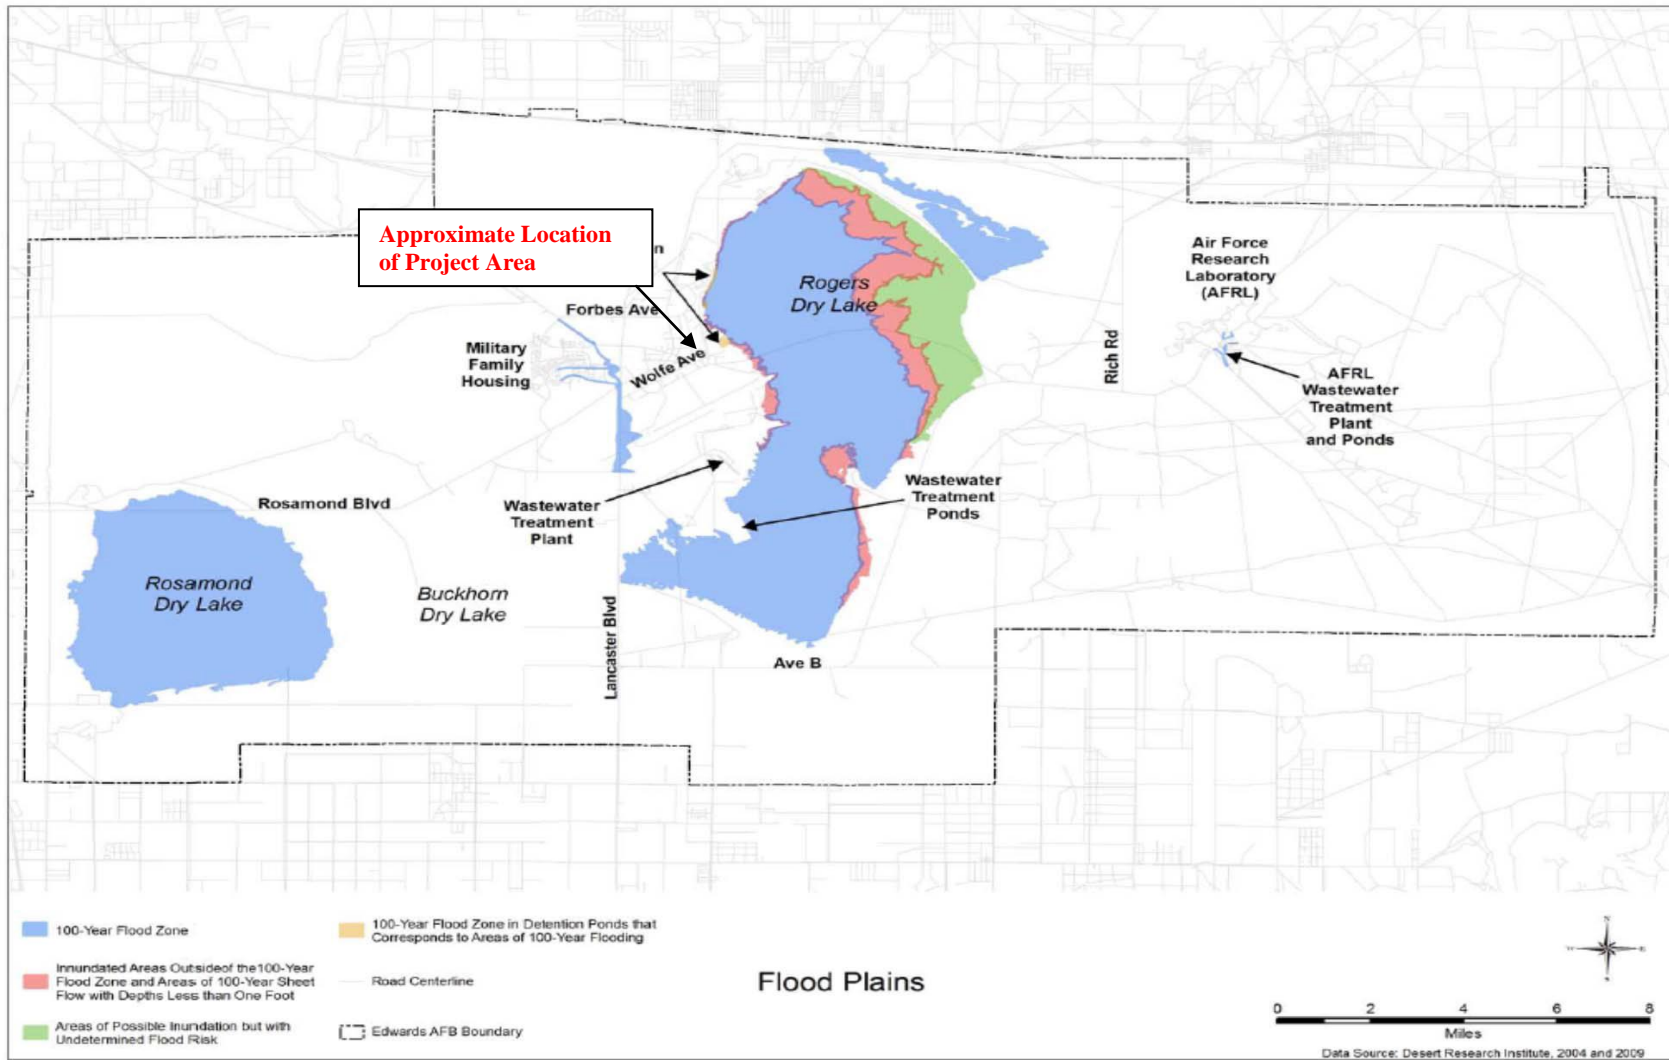 Approximate Location
of Project Area
n
Forbes Ave
Military
Family
Housing
Wolfe Ave
Rogers
Dry Lake
Air Force
Research
Laboratory
(AFRL)
Rich Rd
AFRL
Wastewater
Treatment
Plant
and Ponds
Rosamond Blvd
Wastewater
Treatment
Plant
Wastewater
Treatment
Ponds
Rosamond
Dry Lake
Buckhorn
Dry Lake
Lancaster Blvd
Ave B
100-Year Flood Zone
Innundated Areas Outsideof the100-Year
Flood Zone and Areas of 100-Year Sheet
Flow with Depths Less than One Foot
Areas of Possible Inundation but with
Undetermined Flood Risk
100-Year Flood Zone in Detention Ponds that
Corresponds to Areas of 100-Year Flooding
Road Centerline
Edwards AFB Boundary
Flood Plains
N
W E
S
0 2 4 6 8
Miles
Data Source: Desert Research Institute, 2004 and 2009